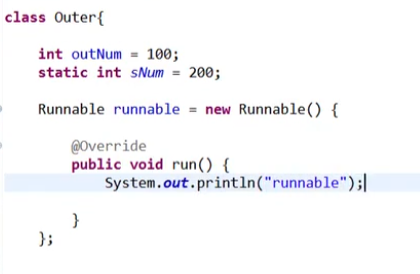 class Outer{
int outNum = 100;
static int sNum = 200;
Runnable runnable = new Runnable() {
@Override
public void run() {
System.out.println("runnable");
}
};